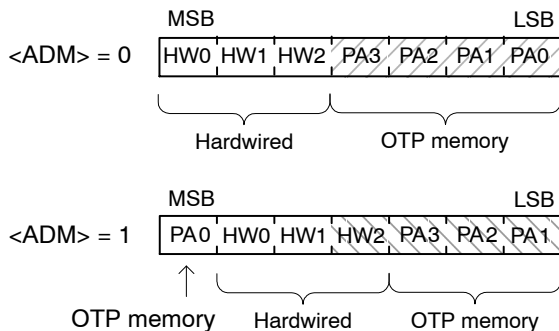 MSB LSB
<ADM> = 0 HW0 HW1 HW2 PA3 PA2 PA1 PA0
Hardwired OTP memory
MSB LSB
<ADM> = 1 PA0 HW0 HW1 HW2 PA3 PA2 PA1
OTP memory Hardwired OTP memory